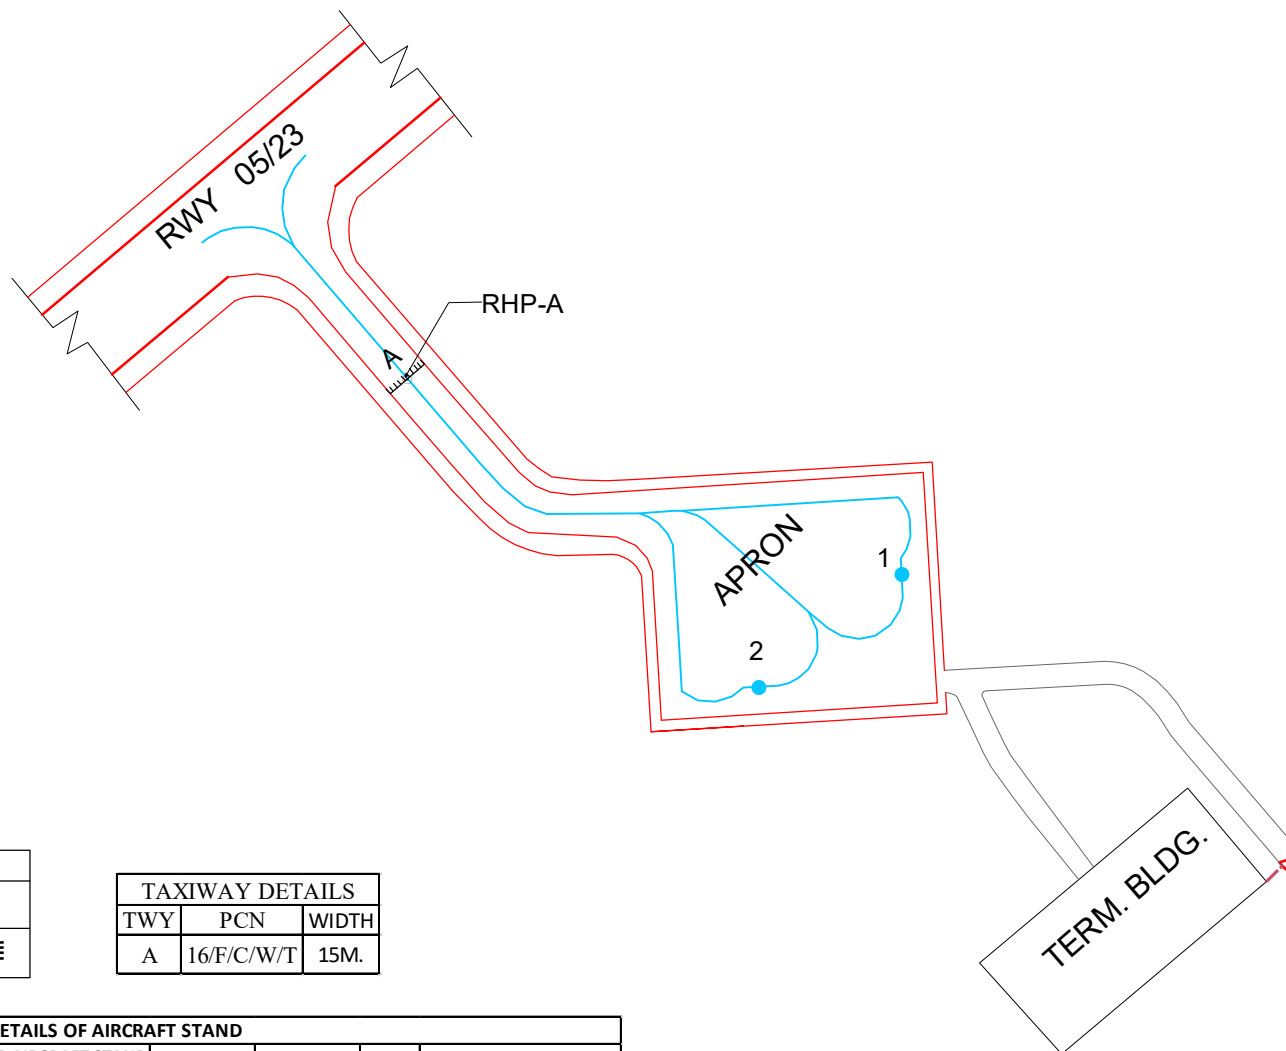 RWY 05/23
RHP-A
A
APRON
1
2
TERM. BLDG.
TAXIWAY DETAILS
TWY PCN WIDTH
A 16/F/C/W/T 15M.
ETAILS OF AIRCRAFT STAND